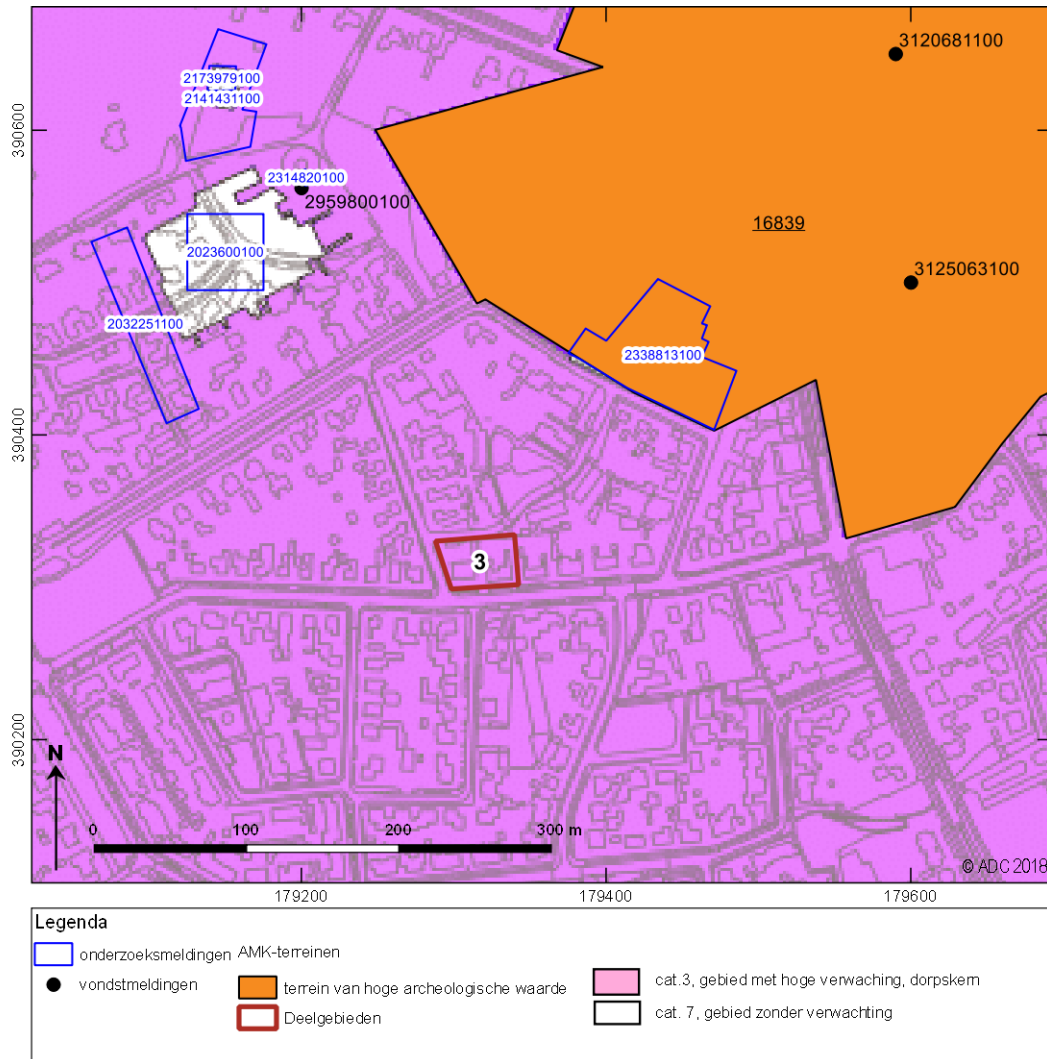 3120681100
2173979100
2141431100
390600
2314820100
2959800100
16839
2023600100
3125063100
2032251100
2338813100
390400
3
390200
N
0 100 200 300 m
© ADC 2018
179200 179400 179600
Legenda
onderzoeksmeldingen AMK-terreinen
vondstmeldingen terrein van hoge archeologische waarde cat.3, gebied met hoge verwaching, dorpskern
Deelgebieden cat. 7, gebied zonder verwachting